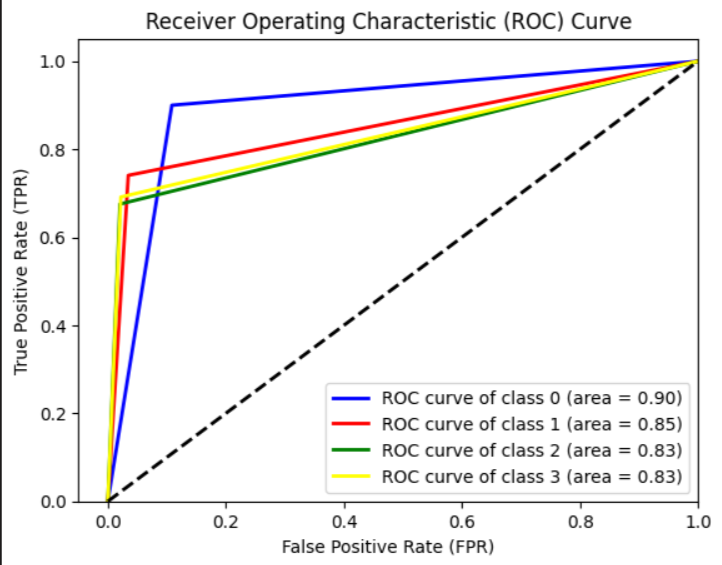 Receiver Operating Characteristic (ROC) Curve
1.0
0.8
0.6
0.4
0.2
0.0
True Positive Rate (TPR)
ROC curve of class 0 (area = 0.90)
ROC curve of class 1 (area = 0.85)
ROC curve of class 2 (area = 0.83)
ROC curve of class 3 (area = 0.83)
0.0 0.2 0.4 0.6 0.8 1.0
False Positive Rate (FPR)